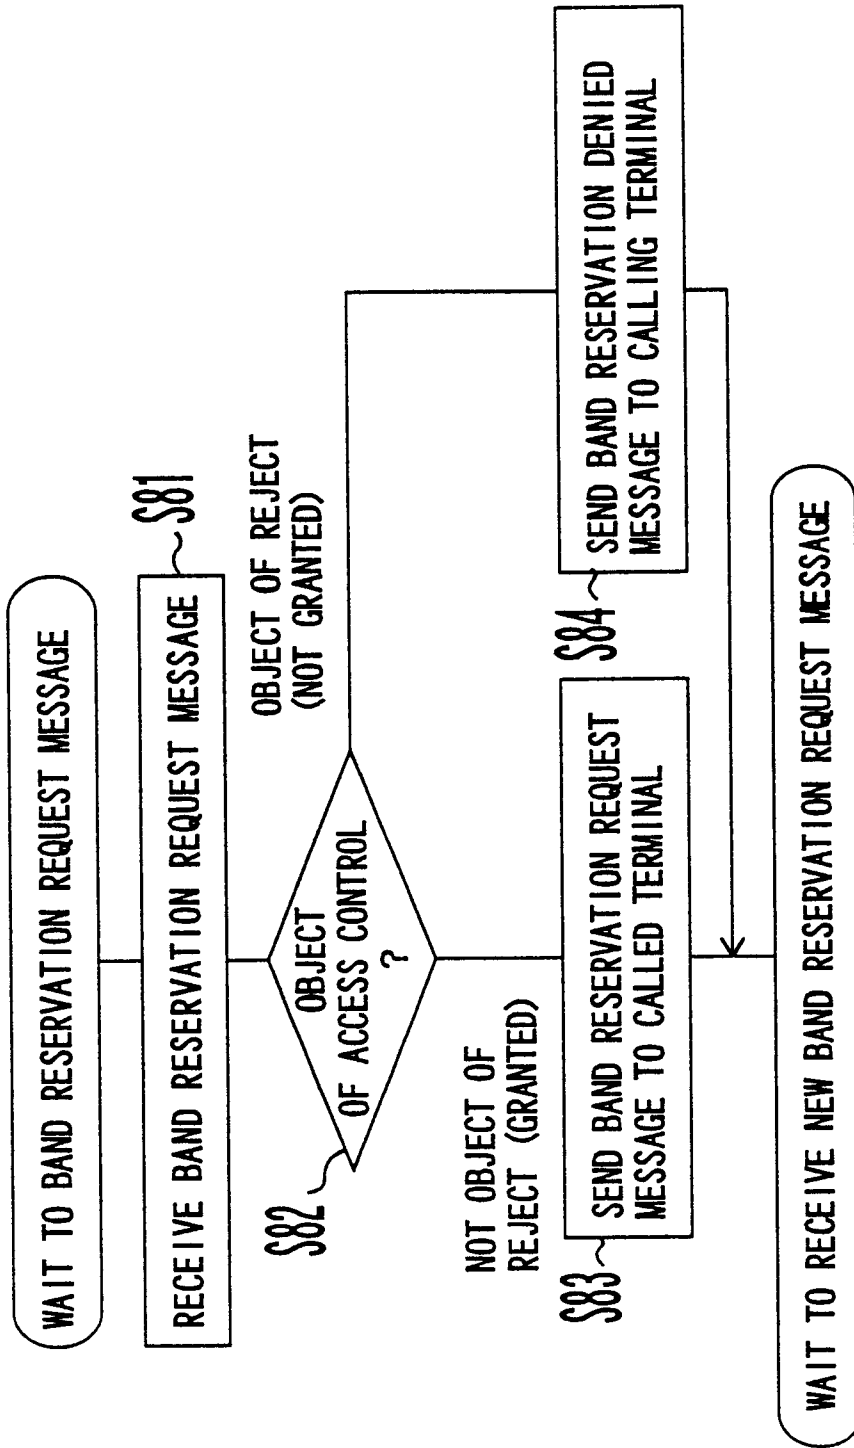 WAIT TO BAND RESERVATION REQUEST MESSAGE
RECEIVE BAND RESERVATION REQUEST MESSAGE
S81
S82
OBJECT
OF ACCESS CONTROL
?
OBJECT OF REJECT
(NOT GRANTED)
NOT OBJECT OF
REJECT (GRANTED)
S83
SEND BAND RESERVATION REQUEST
MESSAGE TO CALLED TERMINAL
S84
SEND BAND RESERVATION DENIED
MESSAGE TO CALLING TERMINAL
WAIT TO RECEIVE NEW BAND RESERVATION REQUEST MESSAGE